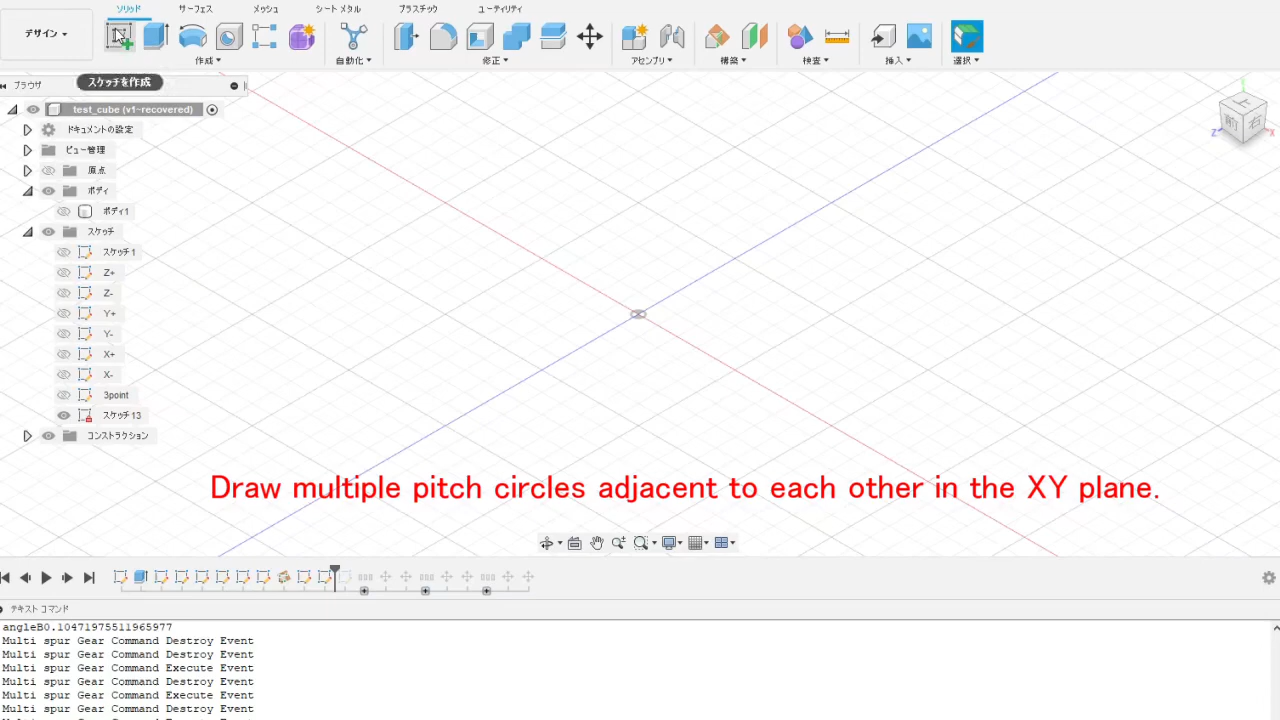 ソリッド サーフェス メッシュ シート メタル プラスチック ユーティリティ
デザイン
作成 自動化 修正 アセンブリ 構築 検査 挿入 選択
ブラウザ
スケッチを作成
test_cube (v1-recovered)
ドキュメントの設定
ビュー管理
原点
ボディ
ボディ1
スケッチ
スケッチ1
Z+
Z-
Y+
Y-
X+
X-
3point
スケッチ13
コンストラクション
上
前
右
Z
X
Draw multiple pitch circles adjacent to each other in the XY plane.
テキスト コマンド
angleB0.10471975511965977
Multi spur Gear Command Destroy Event
Multi spur Gear Command Destroy Event
Multi spur Gear Command Execute Event
Multi spur Gear Command Destroy Event
Multi spur Gear Command Execute Event
Multi spur Gear Command Destroy Event